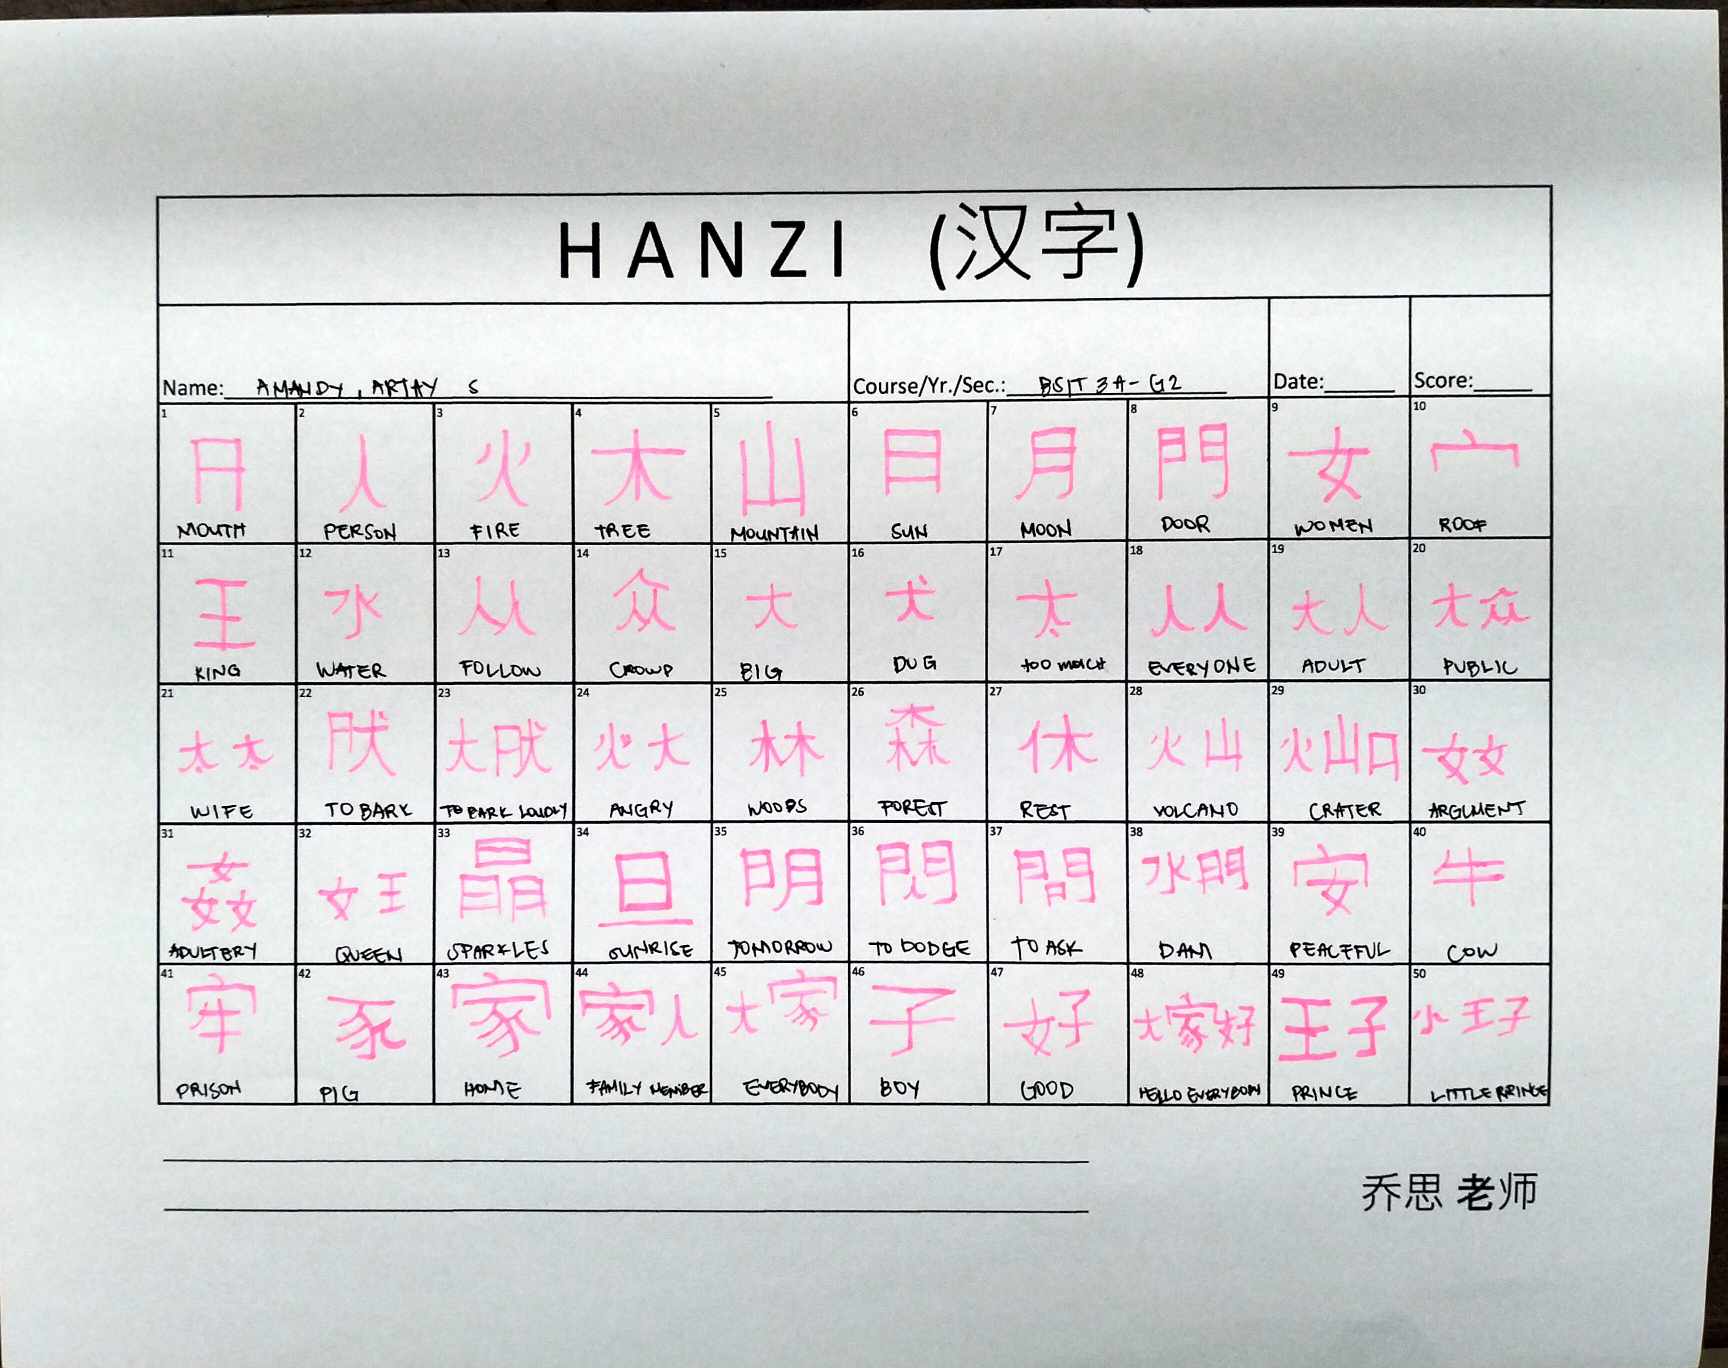 HANZI (汉字)
Name: AMANDY, ARJAY S Course/Yr./Sec.: BSIT 3A-G2 Date: Score:
1 2 3 4 5 6 7 8 9 10
人 火 木 山 日 月 門 女 宀
MOUTH PERSON FIRE TREE MOUNTAIN SUN MOON DOOR WOMEN ROOF
11 12 13 14 15 16 17 18 19 20
王 水 从 众 大 犬 太 人人 大人 大众
KING WATER FOLLOW CROWD BIG DUG too much EVERYONE ADULT PUBLIC
21 22 23 24 25 26 27 28 29 30
太太 大 火大 林 森 休 火山 火山口 奻
WIFE TO BARK TO BARK LOUDLY ANGRY WOODS FOREST REST VOLCANO CRATER ARGUMENT
31 32 33 34 35 36 37 38 39 40
姦 女王 晶 旦 明 閃 問 水門 安 牛
ADULTERY QUEEN SPARKLES SUNRISE TOMORROW TO DODGE TO ASK DAM PEACEFUL COW
41 42 43 44 45 46 47 48 49 50
牢 豕 家 家人 大家 子 好 大家好 王子 小王子
PRISON PIG HOME FAMILY MEMBER EVERYBODY BOY GOOD HELLO EVERYBODY PRINCE LITTLE PRINCE
乔思 老师